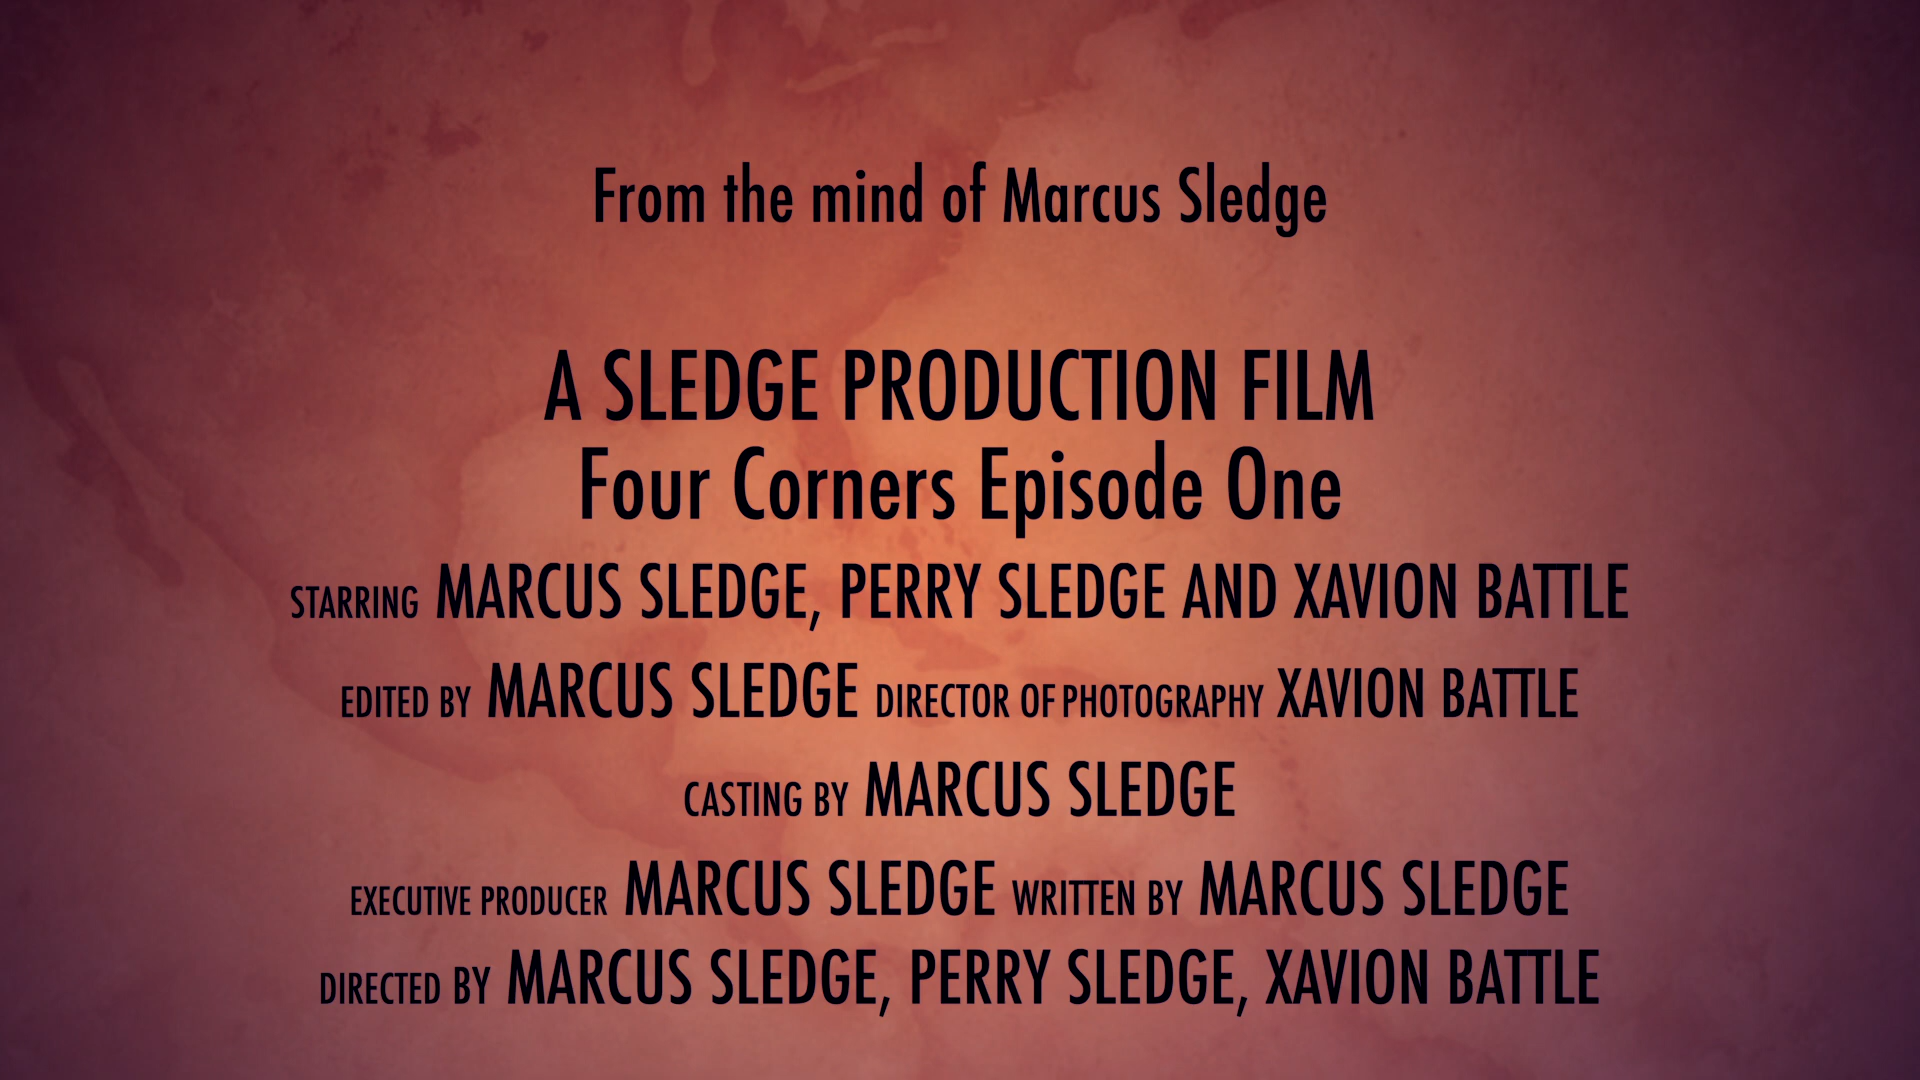 From the mind of Marcus Sledge
A SLEDGE PRODUCTION FILM
Four Corners Episode One
STARRING MARCUS SLEDGE, PERRY SLEDGE AND XAVION BATTLE
EDITED BY MARCUS SLEDGE DIRECTOR OF PHOTOGRAPHY XAVION BATTLE
CASTING BY MARCUS SLEDGE
EXECUTIVE PRODUCER MARCUS SLEDGE WRITTEN BY MARCUS SLEDGE
DIRECTED BY MARCUS SLEDGE, PERRY SLEDGE, XAVION BATTLE